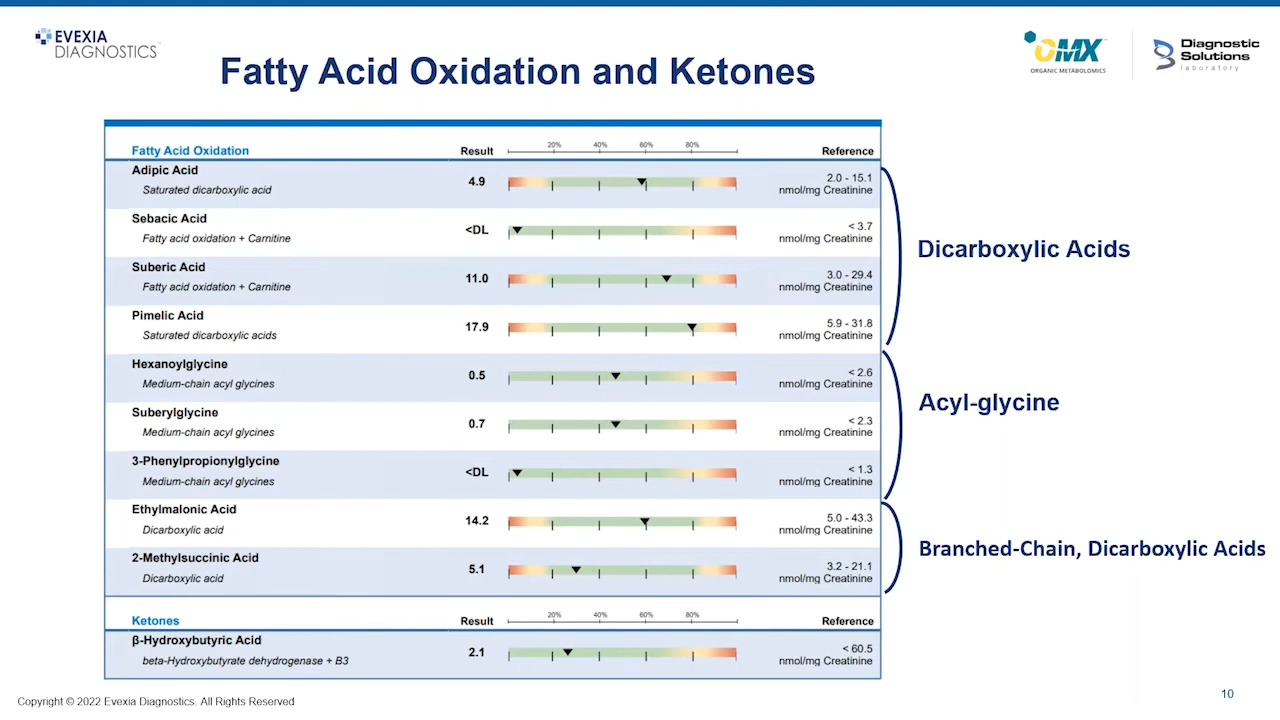 EVEXIA
DIAGNOSTICS
Fatty Acid Oxidation and Ketones
OMX
ORGANIC METABOLOMICS
Diagnostic
Solutions
laboratory
Fatty Acid Oxidation Result 20% 40% 60% 80% Reference
Adipic Acid
Saturated dicarboxylic acid
4.9
2.0 - 15.1
nmol/mg Creatinine
Sebacic Acid
Fatty acid oxidation + Carnitine
<DL
< 3.7
nmol/mg Creatinine
Suberic Acid
Fatty acid oxidation + Carnitine
11.0
3.0 - 29.4
nmol/mg Creatinine
Pimelic Acid
Saturated dicarboxylic acids
17.9
5.9 - 31.8
nmol/mg Creatinine
Dicarboxylic Acids
Hexanoylglycine
Medium-chain acyl glycines
0.5
< 2.6
nmol/mg Creatinine
Suberylglycine
Medium-chain acyl glycines
0.7
< 2.3
nmol/mg Creatinine
3-Phenylpropionylglycine
Medium-chain acyl glycines
<DL
< 1.3
nmol/mg Creatinine
Acyl-glycine
Ethylmalonic Acid
Dicarboxylic acid
14.2
5.0 - 43.3
nmol/mg Creatinine
2-Methylsuccinic Acid
Dicarboxylic acid
5.1
3.2 - 21.1
nmol/mg Creatinine
Branched-Chain, Dicarboxylic Acids
Ketones Result 20% 40% 60% 80% Reference
β-Hydroxybutyric Acid
beta-Hydroxybutyrate dehydrogenase + B3
2.1
< 60.5
nmol/mg Creatinine
Copyright © 2022 Evexia Diagnostics. All Rights Reserved
10